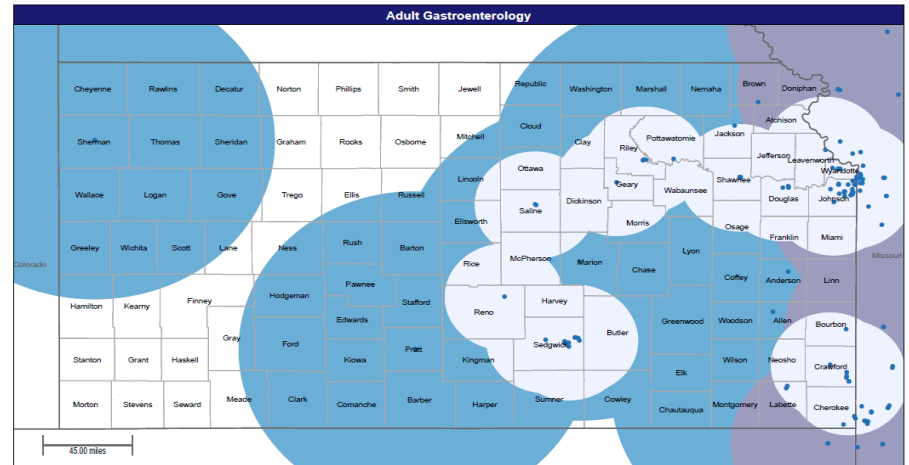 Adult Gastroenterology
Cheyenne Rawlins Decatur Norton Phillips Smith Jewell Republic Washington Marshall Nemaha Brown Doniphan
Atchison
Sherman Thomas Sheridan Graham Rooks Osborne Mitchell Cloud Clay Riley Pottawatomie Jackson
Jefferson Leavenworth
Wyandotte
Ottawa
Lincoln Geary Shawnee
Wallace Logan Gove Trego Ellis Russell Saline Dickinson Wabaunsee Douglas Johnson
Ellsworth Morris Osage
Greeley Wichita Scott Lane Ness Rush Barton Lyon Franklin Miami
Colorado Rice McPherson Marion Chase Missouri
Coffey Anderson Linn
Hamilton Kearny Finney Hodgeman Pawnee Stafford Harvey
Reno
Gray Edwards Butler Greenwood Woodson Allen Bourbon
Ford Sedgwick
Stanton Grant Haskell Kiowa Pratt Kingman Wilson Neosho Crawford
Elk
Morton Stevens Seward Meade Clark Comanche Barber Harper Sumner Cowley Chautauqua Montgomery Labette Cherokee
45.00 miles